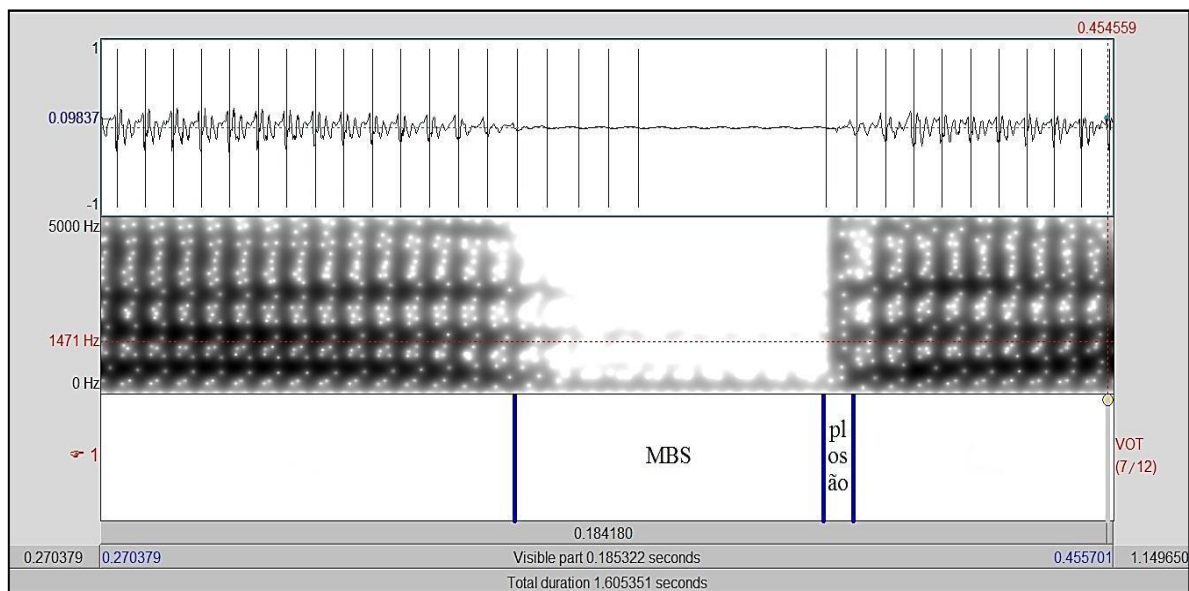 0.454559
1
0.09837
-1
5000 Hz
1471 Hz
0 Hz
☞ 1
MBS
pl
os
ão
VOT
(7/12)
0.184180
0.270379
0.270379
Visible part 0.185322 seconds
0.455701
1.149650
Total duration 1.605351 seconds